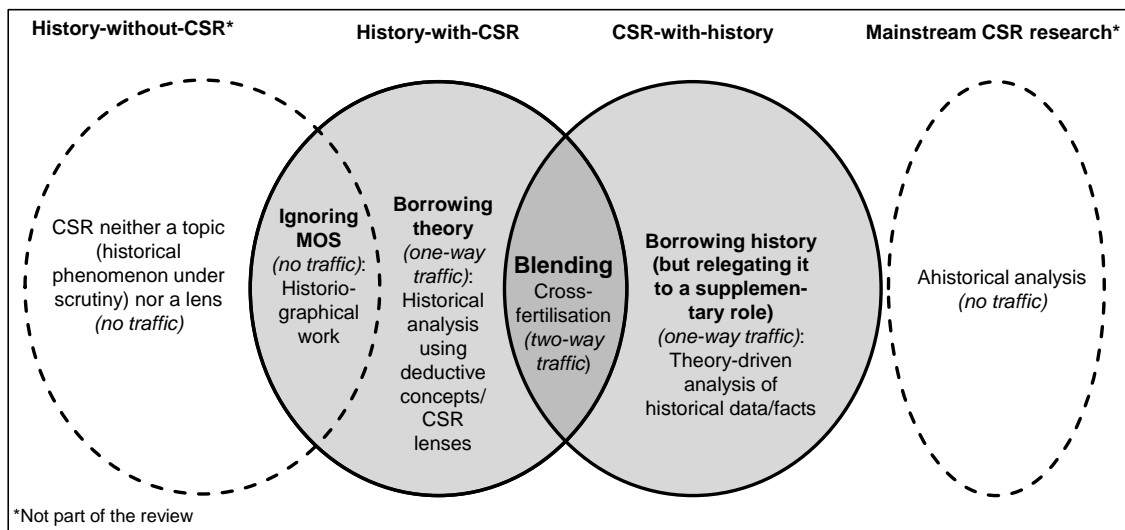 History-without-CSR*
History-with-CSR
CSR-with-history
Mainstream CSR research*
CSR neither a topic
(historical
phenomenon under
scrutiny) nor a lens
(no traffic)
Ignoring
MOS
(no traffic):
Historio-
graphical
work
Borrowing
theory
(one-way
traffic):
Historical
analysis
using
deductive
concepts/
CSR
lenses
Blending
Cross-
fertilisation
(two-way
traffic)
Borrowing history
(but relegating it
to a supplemen-
tary role)
(one-way traffic):
Theory-driven
analysis of
historical data/facts
Ahistorical analysis
(no traffic)
*Not part of the review